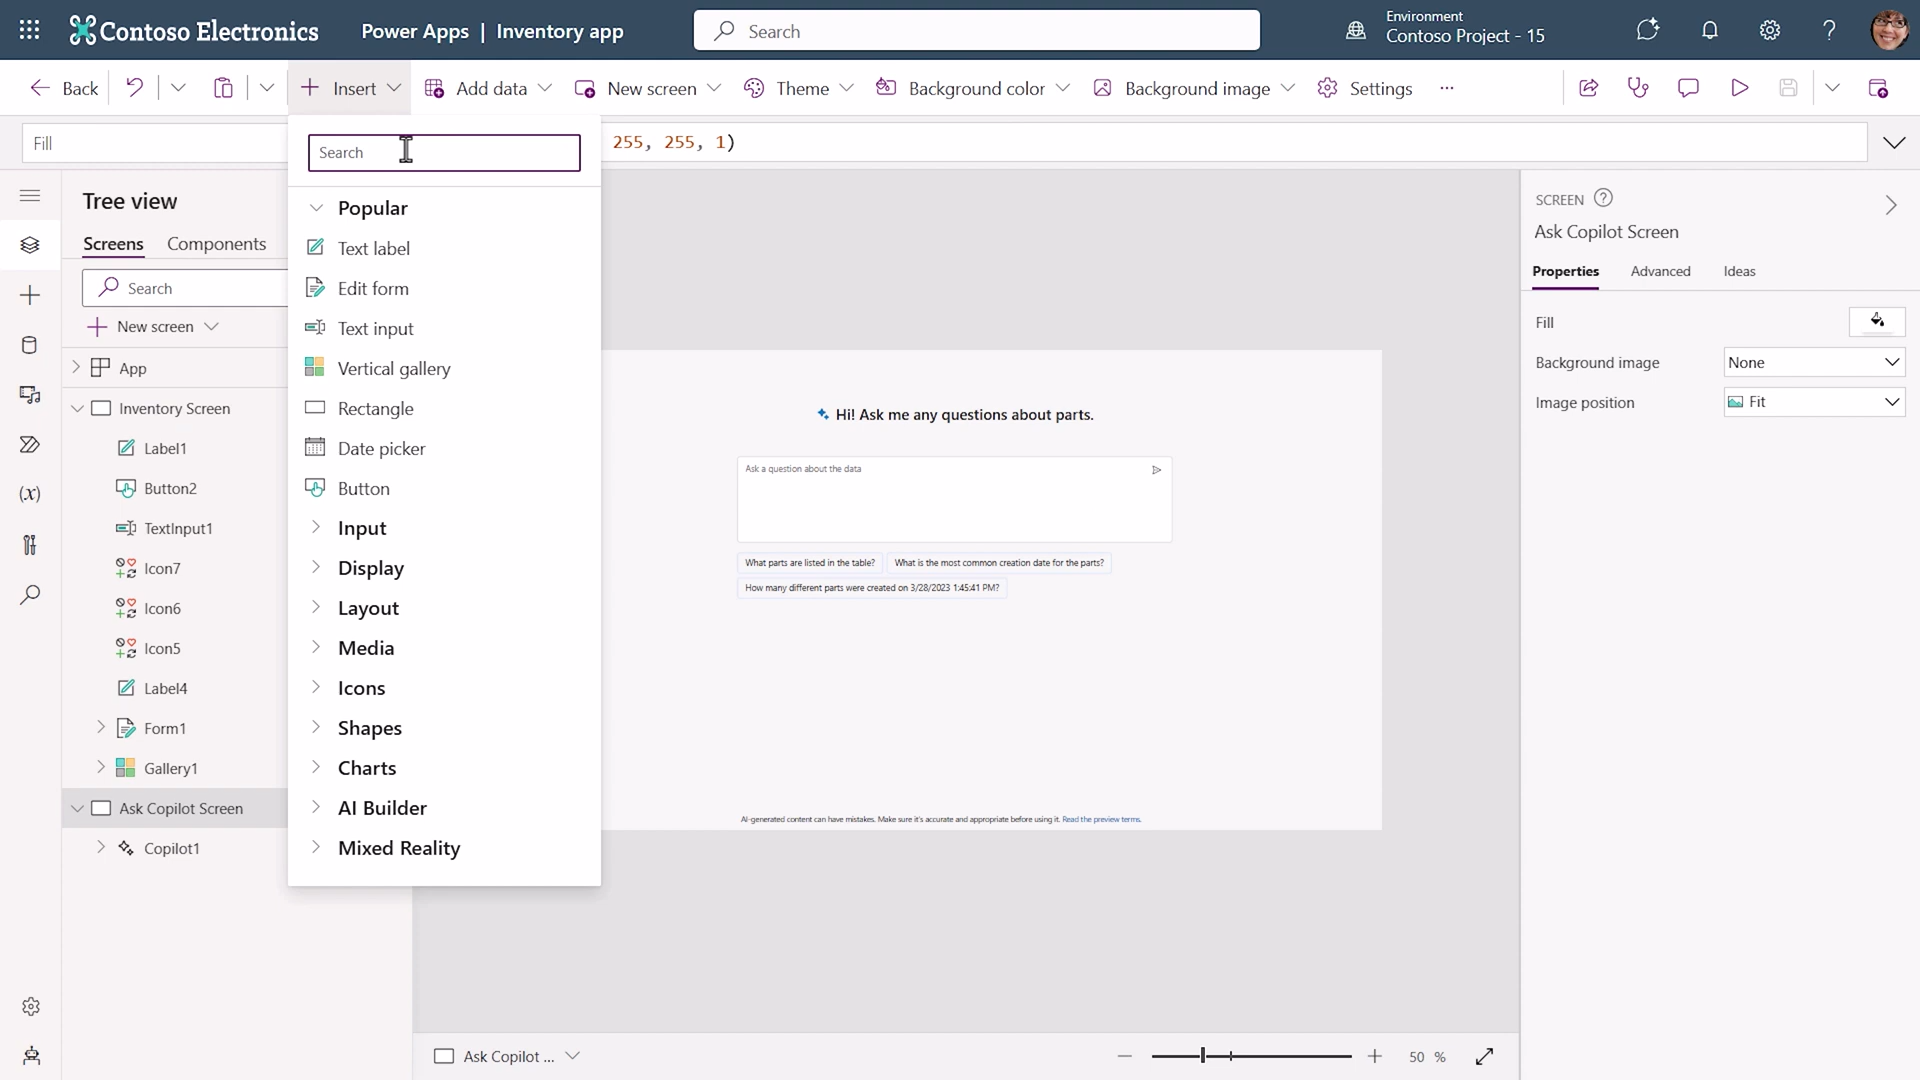 Contoso Electronics
Power Apps | Inventory app
Search
Environment
Contoso Project - 15
Back
Insert
Add data
New screen
Theme
Background color
Background image
Settings
Fill
255, 255, 1)
Search
Tree view
Screens
Components
Search
New screen
App
Inventory Screen
Label1
Button2
TextInput1
Icon7
Icon6
Icon5
Label4
Form1
Gallery1
Ask Copilot Screen
Copilot1
Popular
Text label
Edit form
Text input
Vertical gallery
Rectangle
Date picker
Button
Input
Display
Layout
Media
Icons
Shapes
Charts
AI Builder
Mixed Reality
Hi! Ask me any questions about parts.
Ask a question about the data
What parts are listed in the table?
What is the most common creation date for the parts?
How many different parts were created on 3/28/2023 1:45:41 PM?
AI-generated content can have mistakes. Make sure it's accurate and appropriate before using it. Read the preview terms.
SCREEN
Ask Copilot Screen
Properties
Advanced
Ideas
Fill
Background image
None
Image position
Fit
Ask Copilot ...
50 %